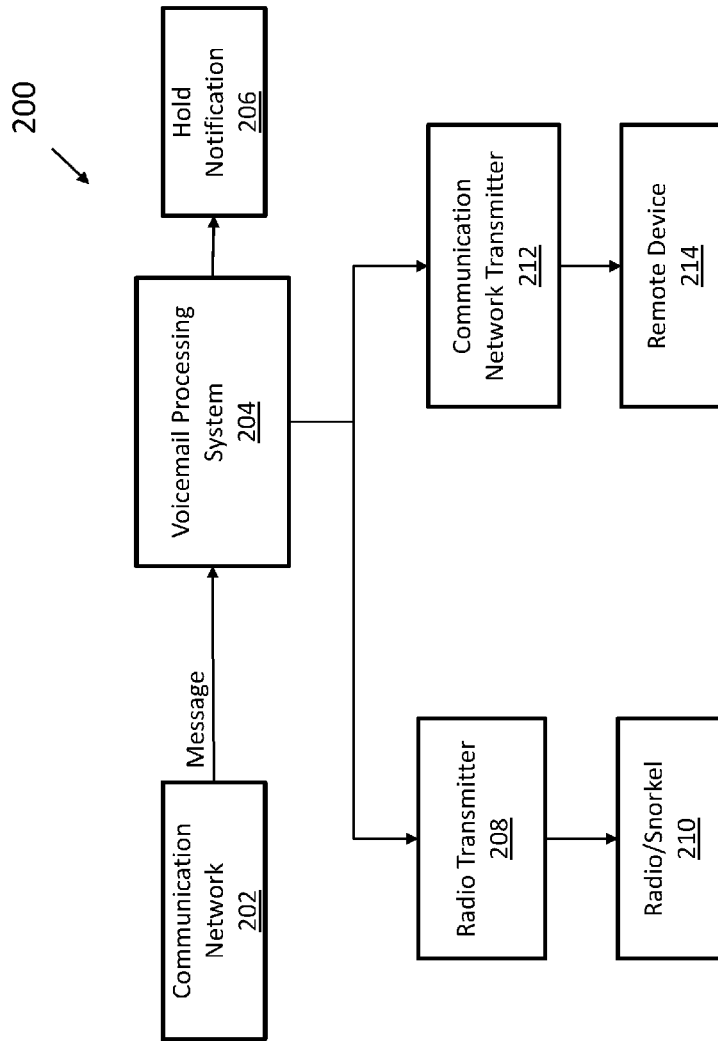 200
Communication
Network
202
Message
Voicemail Processing
System
204
Hold
Notification
206
Radio Transmitter
208
Communication
Network Transmitter
212
Radio/Snorkel
210
Remote Device
214